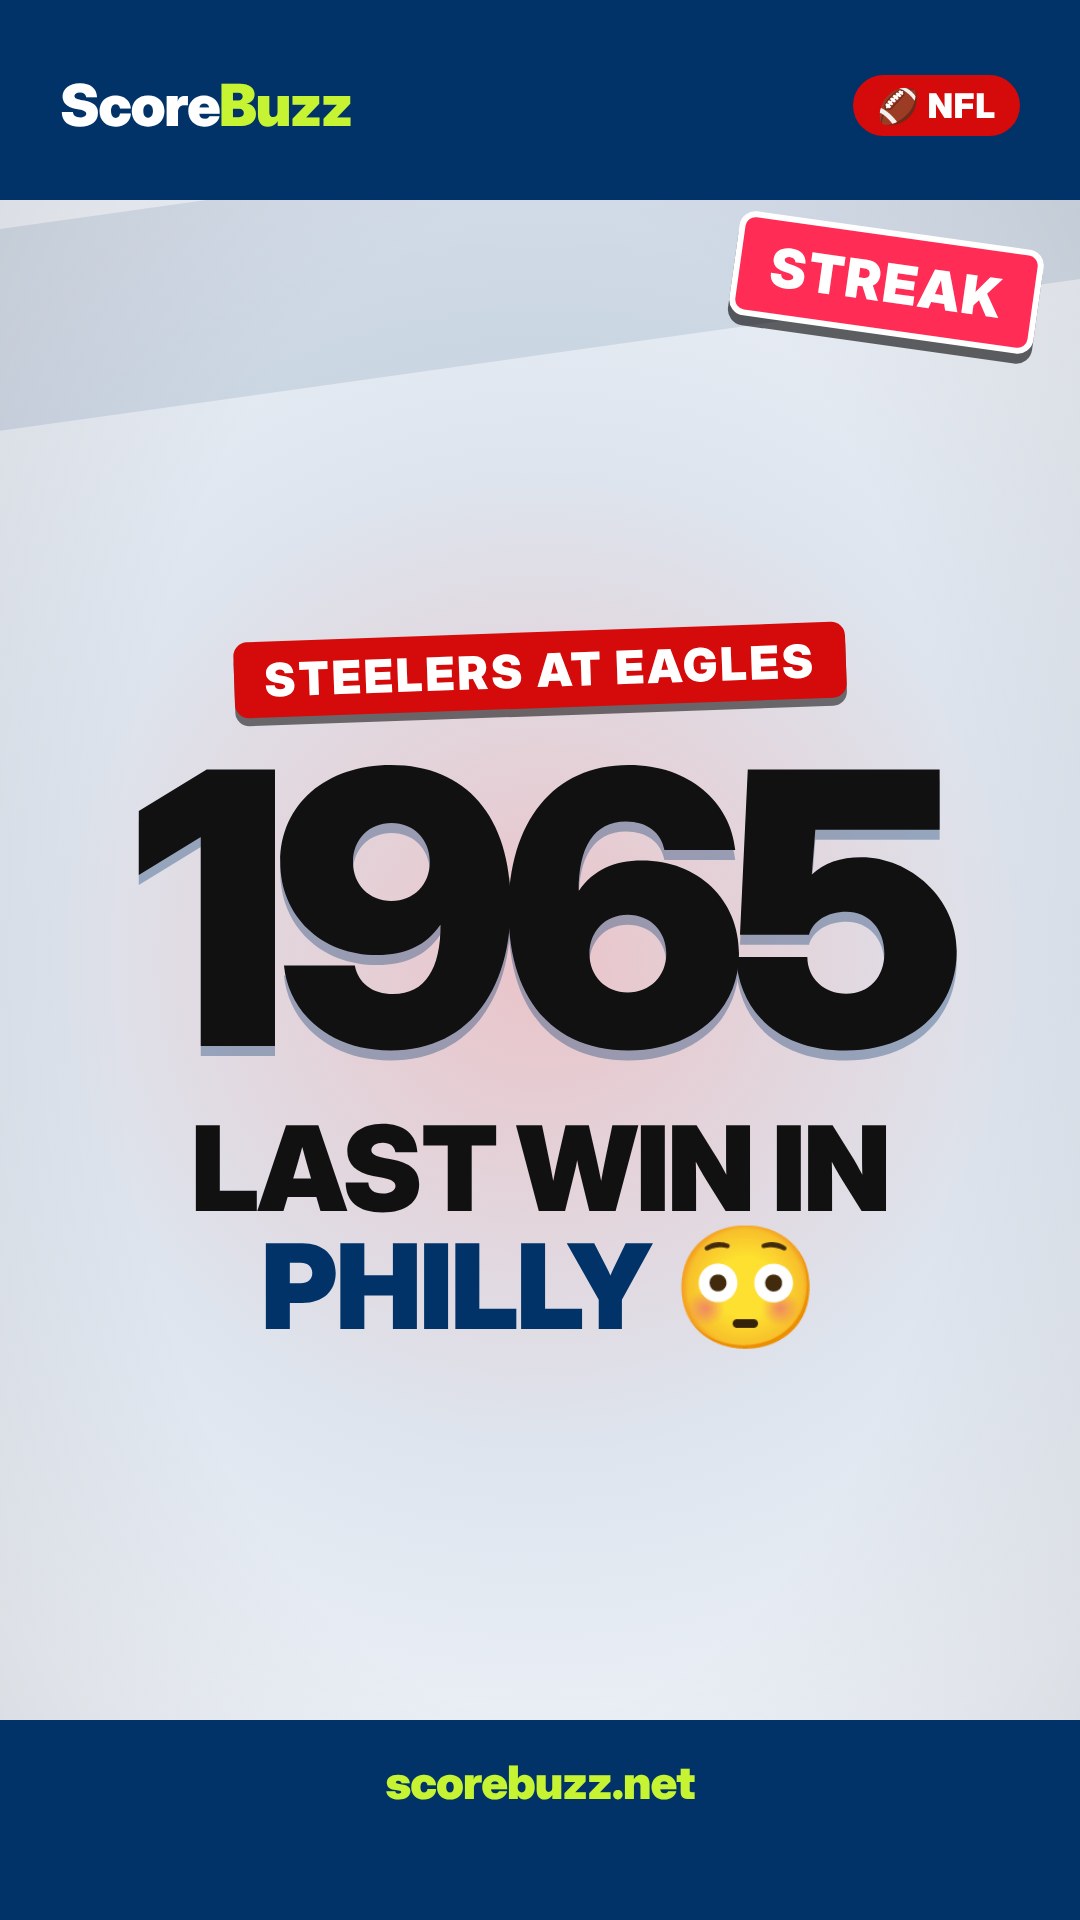 ScoreBuzz
🏈 NFL
STREAK
STEELERS AT EAGLES
1965
LAST WIN IN
PHILLY 😳
scorebuzz.net